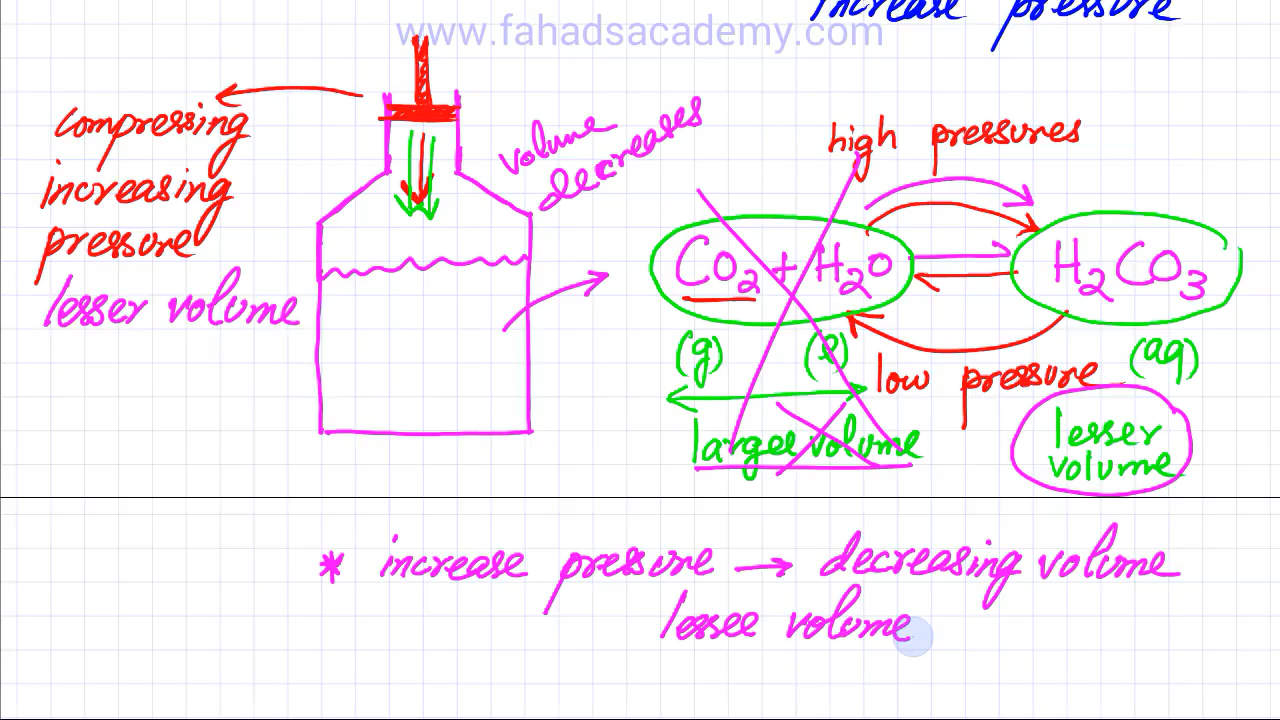 increase pressure
www.fahadsacademy.com
compressing
increasing
pressure
lesser volume
volume
decreases
high pressures
CO2 + H2O
H2CO3
(g) (l) (aq)
low pressure
larger volume
lesser
volume
* increase pressure → decreasing volume
lesser volume